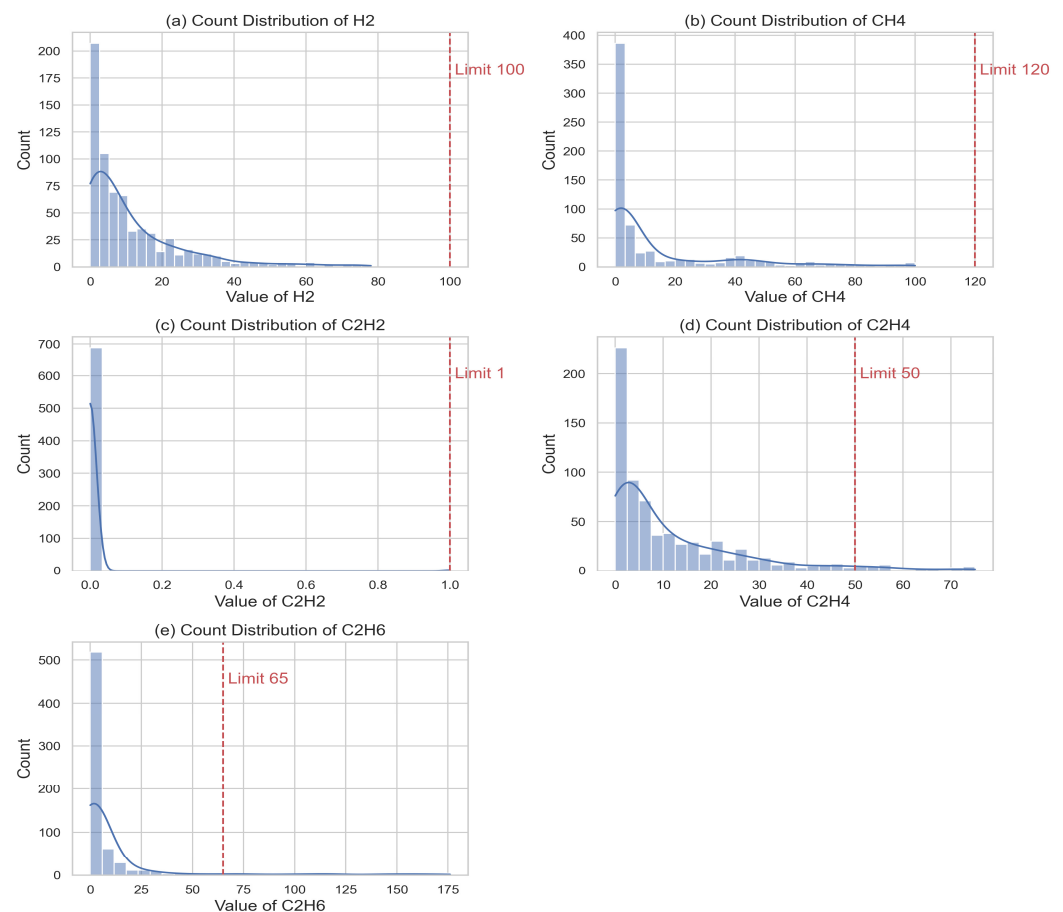 (a) Count Distribution of H2
200
175
150
125
100
75
50
25
0
Count
Limit 100
0 20 40 60 80 100
Value of H2
(b) Count Distribution of CH4
400
350
300
250
200
150
100
50
0
Count
Limit 120
0 20 40 60 80 100 120
Value of CH4
(c) Count Distribution of C2H2
700
600
500
400
300
200
100
0
Count
Limit 1
0.0 0.2 0.4 0.6 0.8 1.0
Value of C2H2
(d) Count Distribution of C2H4
200
150
100
50
0
Count
Limit 50
0 10 20 30 40 50 60 70
Value of C2H4
(e) Count Distribution of C2H6
500
400
300
200
100
0
Count
Limit 65
0 25 50 75 100 125 150 175
Value of C2H6